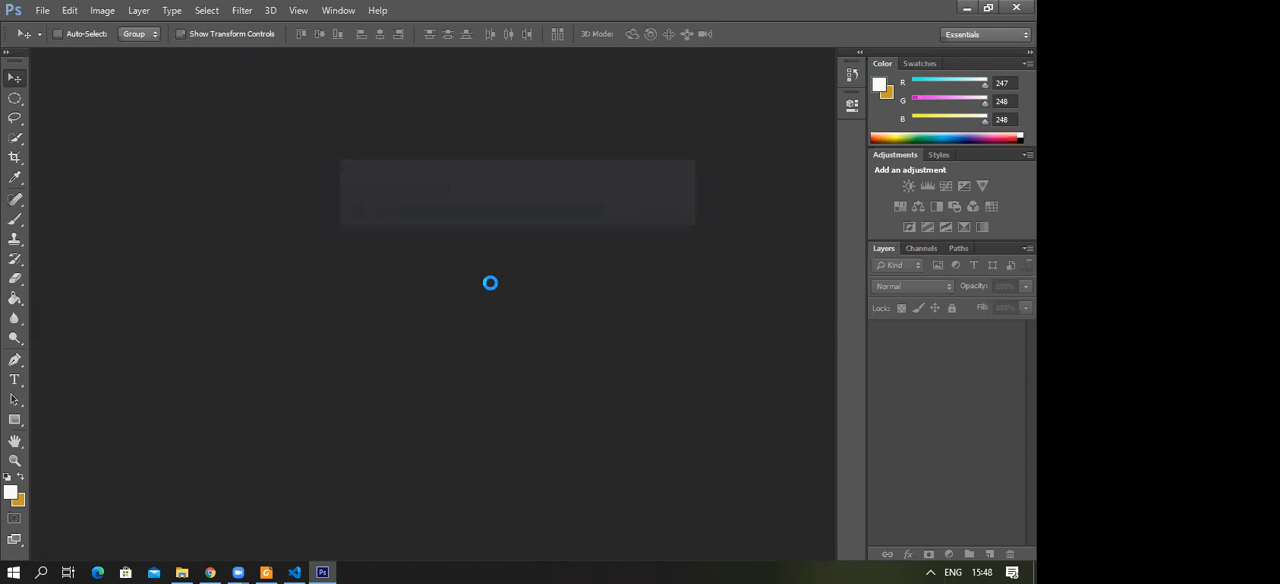 Ps File Edit Image Layer Type Select Filter 3D View Window Help
Auto-Select: Group Show Transform Controls 3D Mode: Essentials
Color Swatches
R 247
G 248
B 248
Adjustments Styles
Add an adjustment
Layers Channels Paths
Kind
Normal Opacity:
Lock: Fill:
ENG 15:48